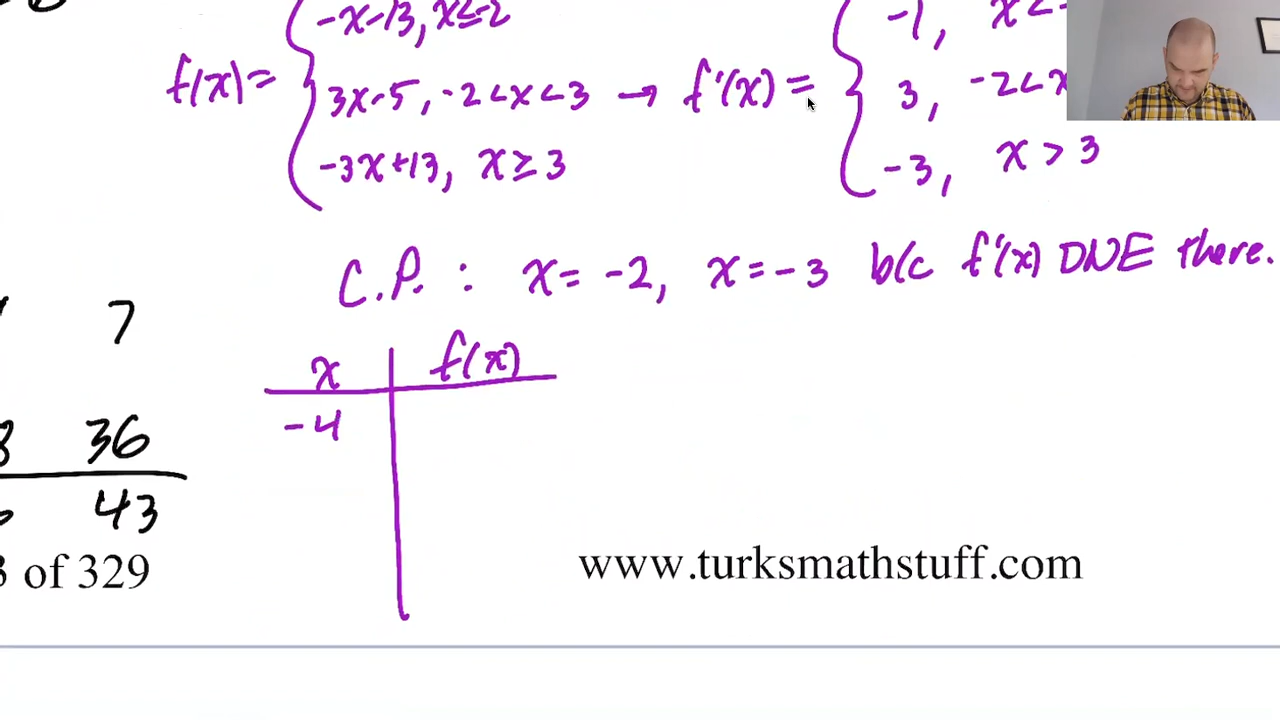 -x-13, x≤-2
-1, x<-
f(x)= 3x-5, -2<x<3 → f'(x)= 3, -2<x
-3x+13, x≥3
-3, x>3
C.P.: x=-2, x=-3 b/c f'(x) DNE there.
7
x f(x)
-4
36
43
of 329
www.turksmathstuff.com